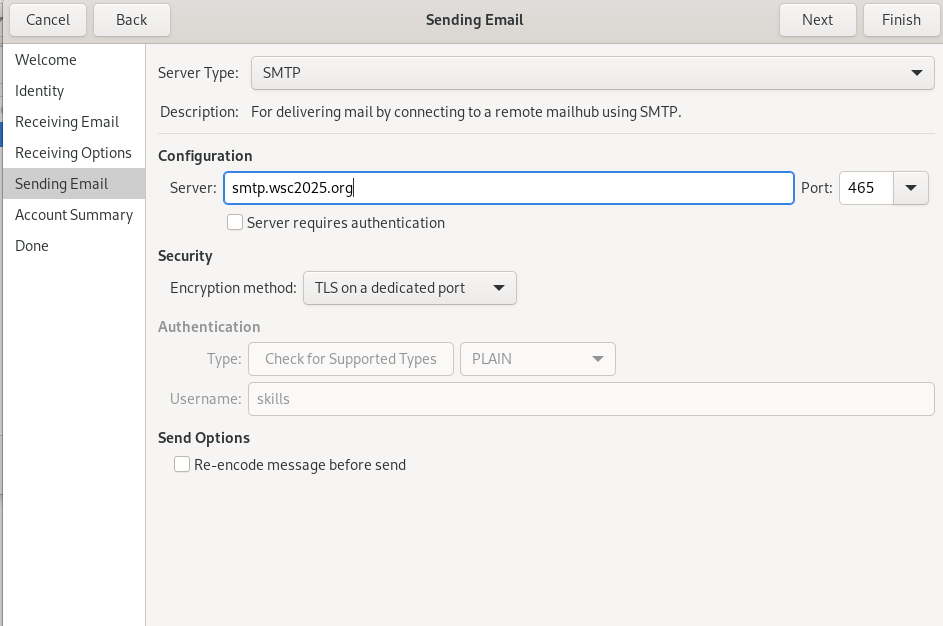 Cancel Back Sending Email Next Finish
Welcome
Identity
Receiving Email
Receiving Options
Sending Email
Account Summary
Done
Server Type: SMTP
Description: For delivering mail by connecting to a remote mailhub using SMTP.
Configuration
Server: smtp.wsc2025.org Port: 465
Server requires authentication
Security
Encryption method: TLS on a dedicated port
Authentication
Type: Check for Supported Types PLAIN
Username: skills
Send Options
Re-encode message before send